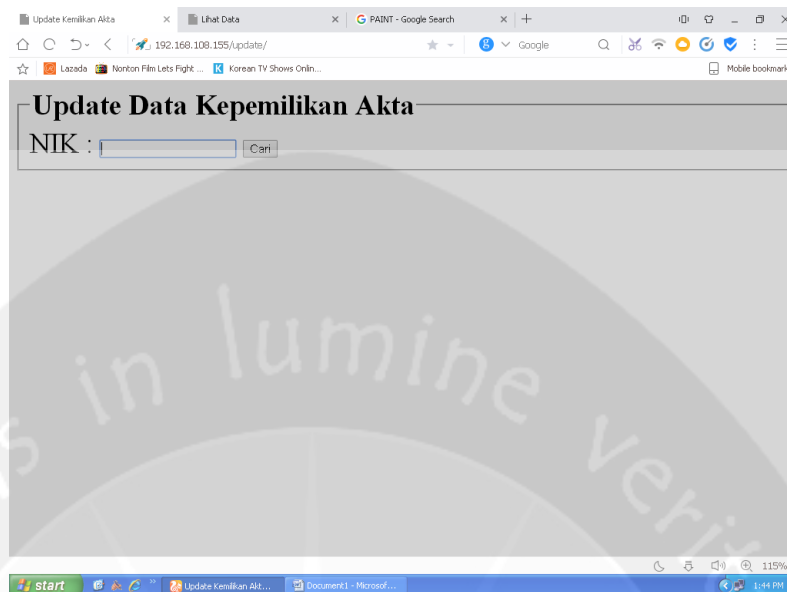 Update Kemilikan Akta × Lihat Data × G PAINT - Google Search × +
192.168.108.155/update/ Google
Lazada Nonton Film Lets Fight ... K Korean TV Shows Onlin...
Mobile bookmark
Update Data Kepemilikan Akta
NIK : Cari
in lumine veri
s
115%
start Update Kemilikan Akt... Document1 - Microsof... 1:44 PM